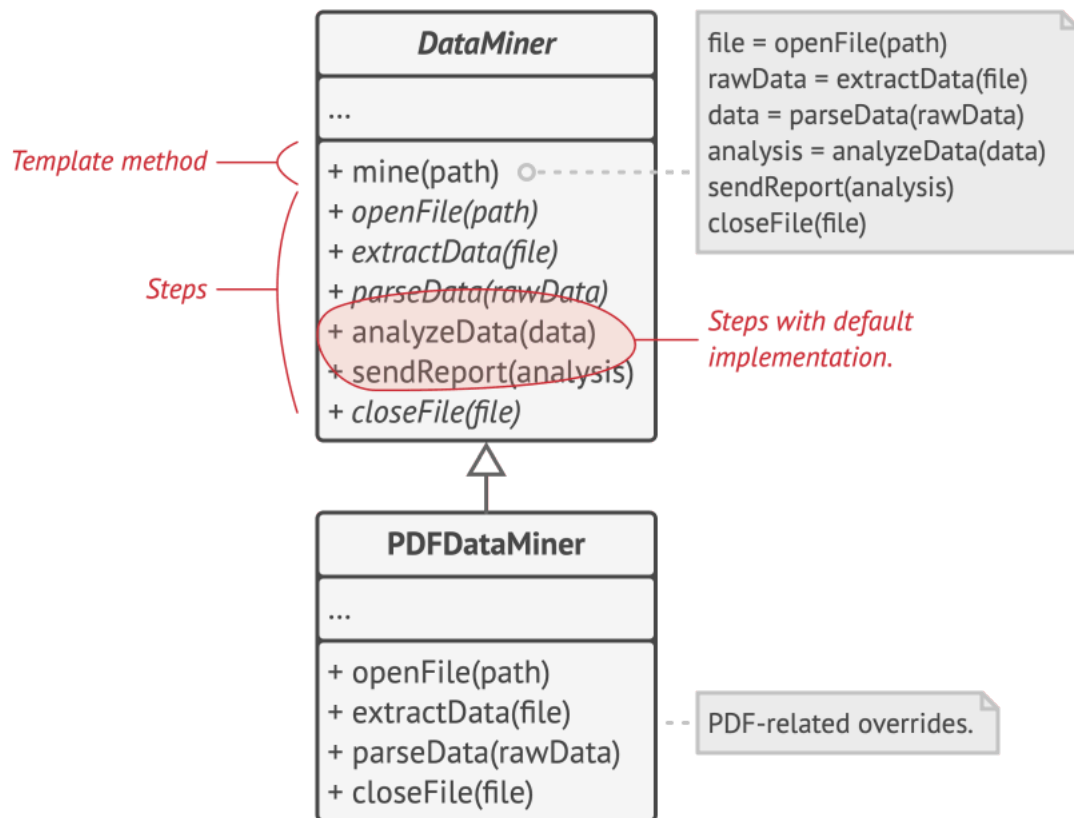 DataMiner
...
Template method
+ mine(path)
+ openFile(path)
+ extractData(file)
+ parseData(rawData)
+ analyzeData(data)
+ sendReport(analysis)
+ closeFile(file)
Steps
Steps with default
implementation.
file = openFile(path)
rawData = extractData(file)
data = parseData(rawData)
analysis = analyzeData(data)
sendReport(analysis)
closeFile(file)
PDFDataMiner
...
+ openFile(path)
+ extractData(file)
+ parseData(rawData)
+ closeFile(file)
PDF-related overrides.